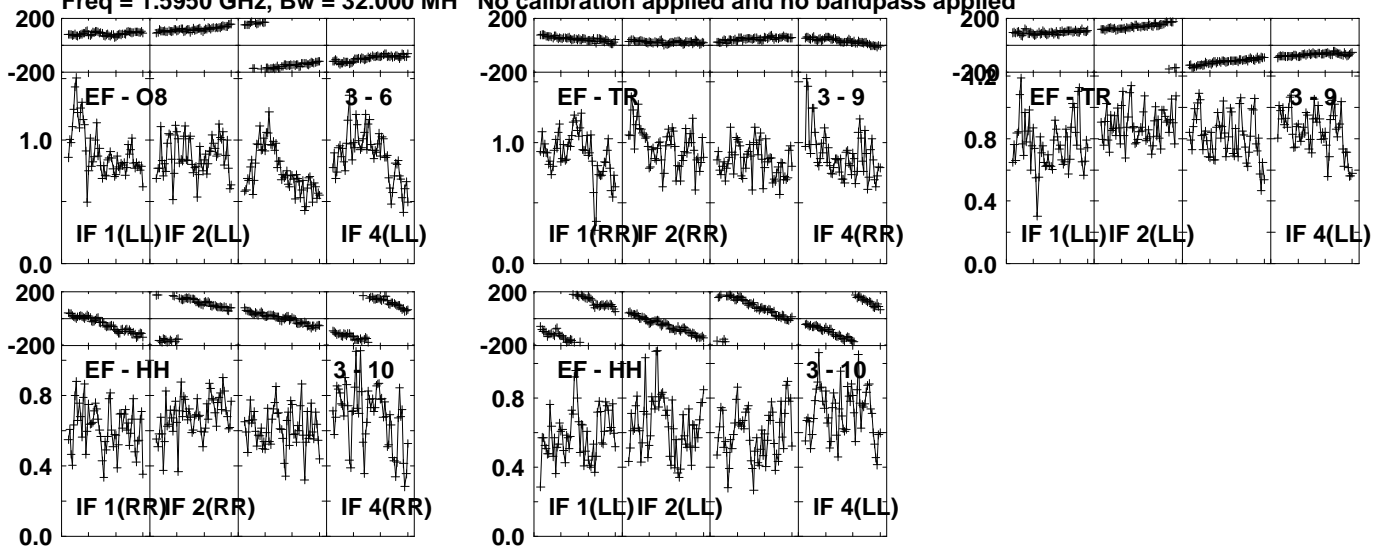 Freq = 1.5950 GHz, Bw = 32.000 MH No calibration applied and no bandpass applied
200
-200
EF - O8 3 - 6
1.0
IF 1(LL) IF 2(LL) IF 4(LL)
0.0
200
-200
EF - TR 3 - 9
1.0
IF 1(RR) IF 2(RR) IF 4(RR)
0.0
200
-200
1.2
EF - TR 3 - 9
0.8
0.4
IF 1(LL) IF 2(LL) IF 4(LL)
0.0
200
-200
EF - HH 3 - 10
0.8
0.4
IF 1(RR) IF 2(RR) IF 4(RR)
0.0
200
-200
EF - HH 3 - 10
0.8
0.4
IF 1(LL) IF 2(LL) IF 4(LL)
0.0